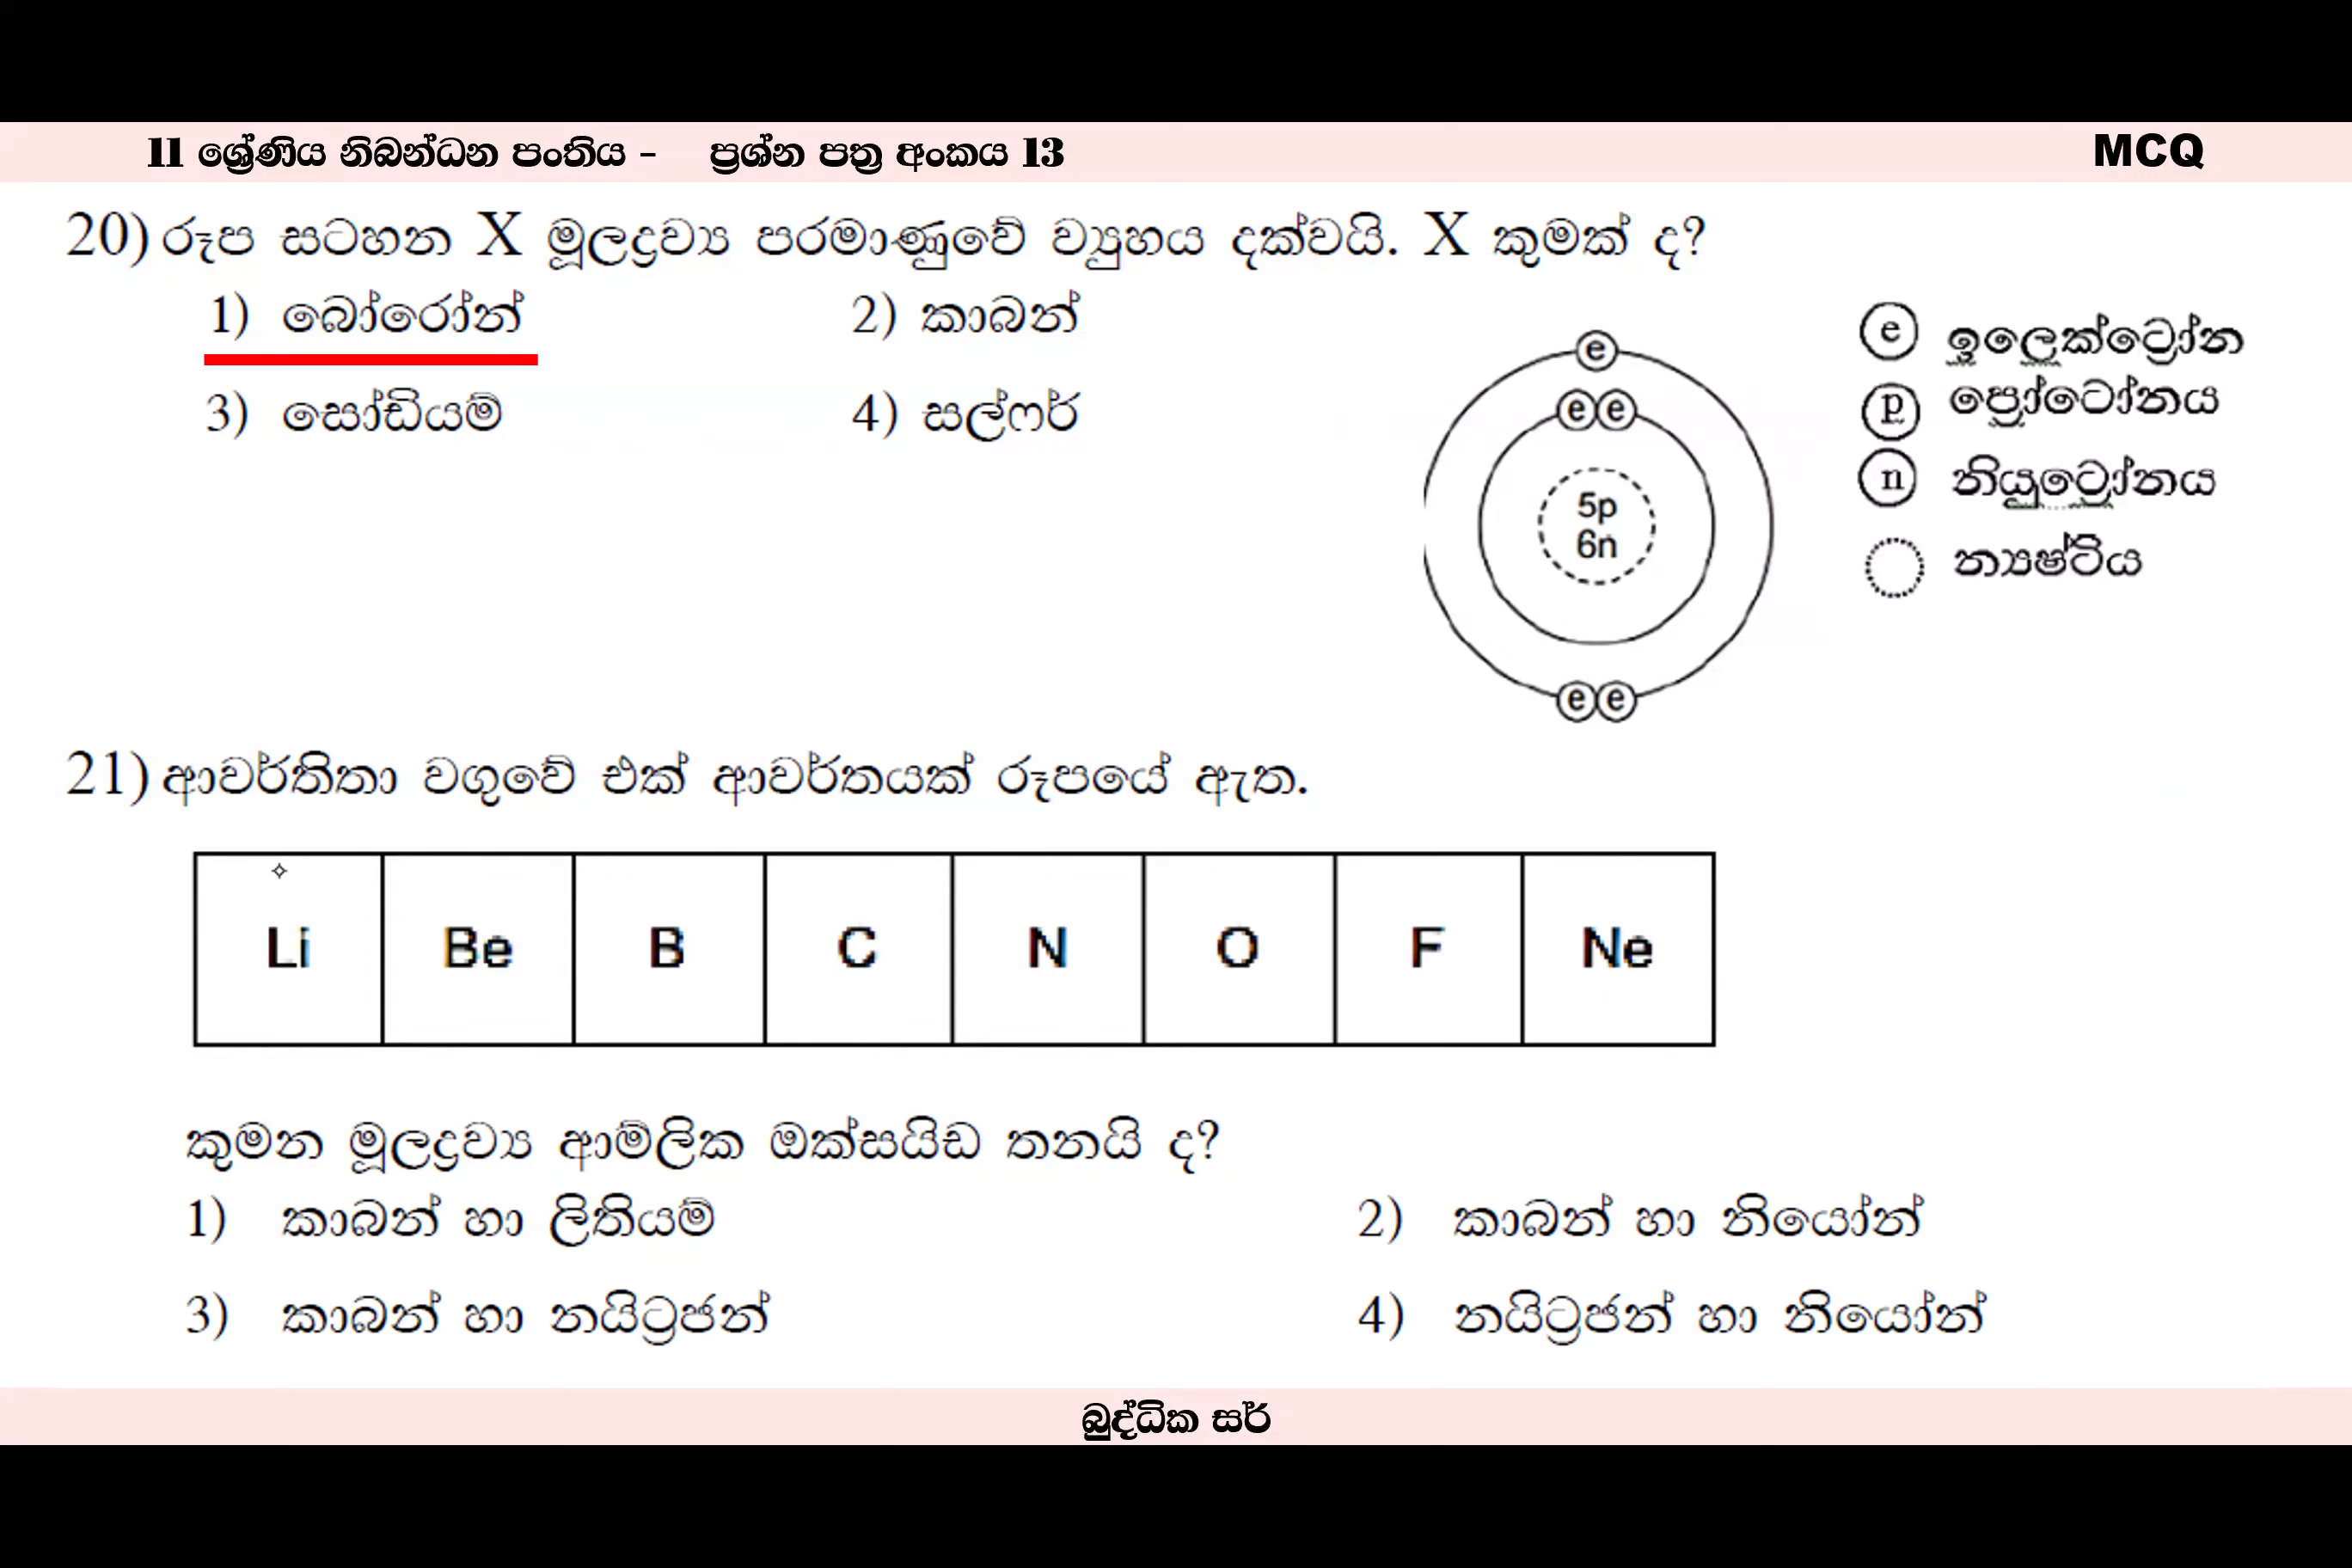 11 ශ්‍රේණිය නිබන්ධන පංතිය -    ප්‍රශ්න පත්‍ර අංකය 13
MCQ
20) රූප සටහන X මූලද්‍රව්‍ය පරමාණුවේ ව්‍යුහය දක්වයි. X කුමක් ද?
1) බෝරෝන්
2) කාබන්
3) සෝඩියම්
4) සල්ෆර්
e
e e
5p
6n
e e
e ඉලෙක්ට්‍රෝන
p ප්‍රෝටෝනය
n නියුට්‍රෝනය
න්‍යෂ්ටිය
21) ආවර්තිතා වගුවේ එක් ආවර්තයක් රූපයේ ඇත.
Li Be B C N O F Ne
කුමන මූලද්‍රව්‍ය ආම්ලික ඔක්සයිඩ තනයි ද?
1) කාබන් හා ලිතියම්
2) කාබන් හා නියෝන්
3) කාබන් හා නයිට්‍රජන්
4) නයිට්‍රජන් හා නියෝන්
බුද්ධික සර්